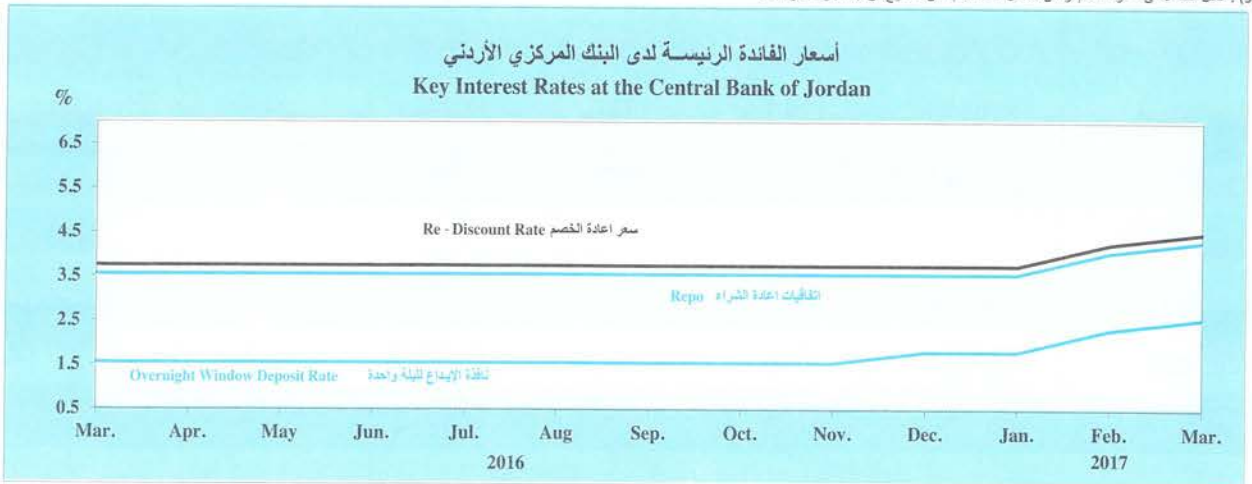 أسعار الفائدة الرئيســة لدى البنك المركزي الأردني
Key Interest Rates at the Central Bank of Jordan
%
6.5
5.5
4.5
3.5
2.5
1.5
0.5
Re - Discount Rate سعر اعادة الخصم
Repo اتفاقيات اعادة الشراء
Overnight Window Deposit Rate نافذة الايداع لليلة واحدة
Mar. Apr. May Jun. Jul. Aug Sep. Oct. Nov. Dec. Jan. Feb. Mar.
2016 2017